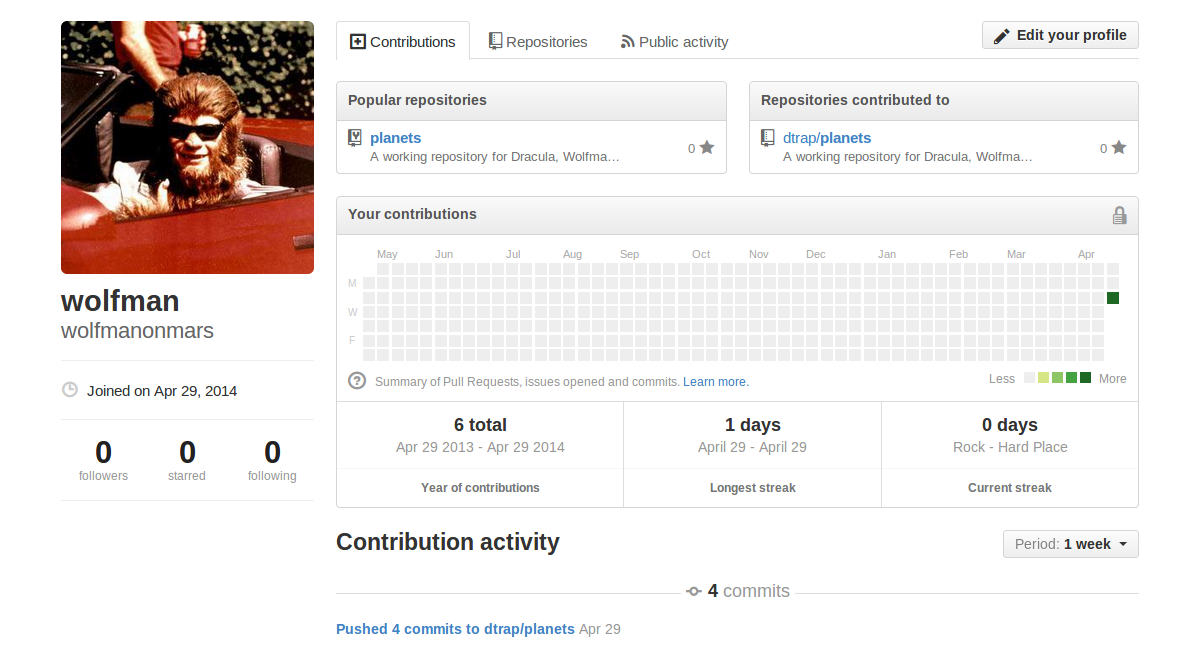 Contributions
Repositories
Public activity
Edit your profile
Popular repositories
planets
A working repository for Dracula, Wolfma…
0
Repositories contributed to
dtrap/planets
A working repository for Dracula, Wolfma…
0
Your contributions
May Jun Jul Aug Sep Oct Nov Dec Jan Feb Mar Apr
M
W
F
Summary of Pull Requests, issues opened and commits. Learn more.
Less More
6 total
Apr 29 2013 - Apr 29 2014
Year of contributions
1 days
April 29 - April 29
Longest streak
0 days
Rock - Hard Place
Current streak
wolfman
wolfmanonmars
Joined on Apr 29, 2014
0 0 0
followers starred following
Contribution activity
Period: 1 week
4 commits
Pushed 4 commits to dtrap/planets Apr 29